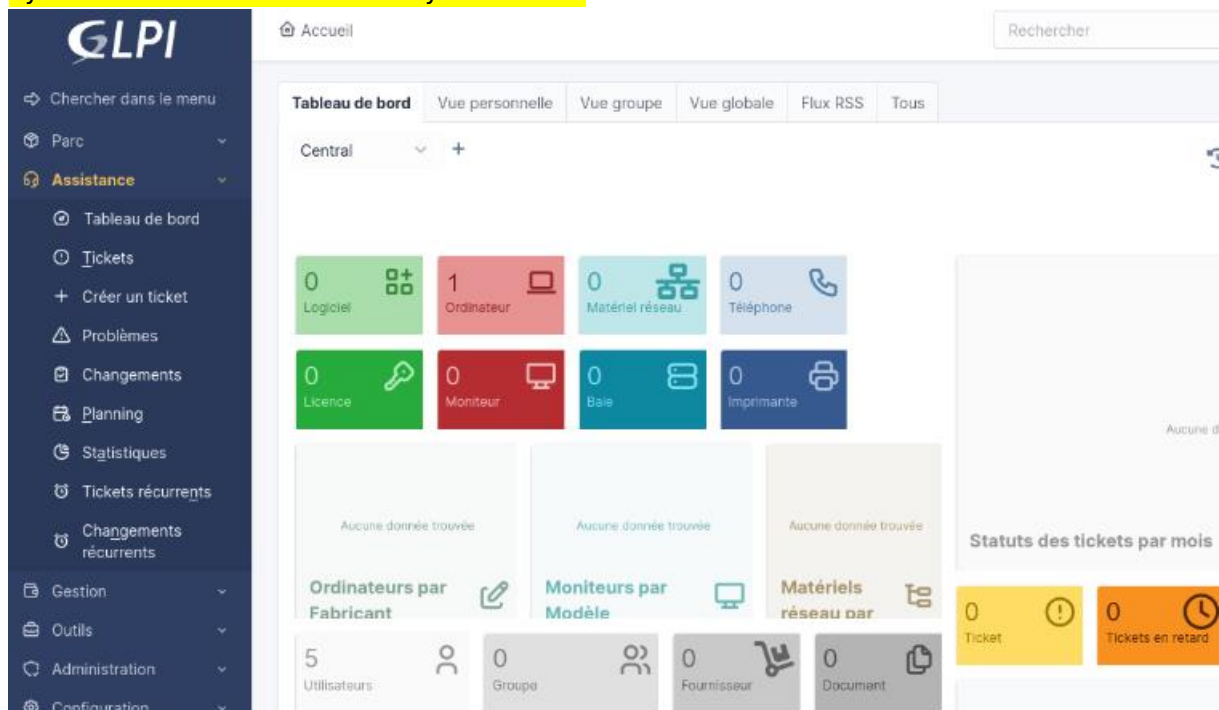 GLPI
Accueil
Rechercher
Chercher dans le menu
Parc
Assistance
Tableau de bord
Tickets
Créer un ticket
Problèmes
Changements
Planning
Statistiques
Tickets récurrents
Changements
récurrents
Gestion
Outils
Administration
Configuration
Tableau de bord Vue personnelle Vue groupe Vue globale Flux RSS Tous
Central
0
Logiciel
1
Ordinateur
0
Matériel réseau
0
Téléphone
0
Licence
0
Moniteur
0
Baie
0
Imprimante
Aucune donnée trouvée
Ordinateurs par
Fabricant
Aucune donnée trouvée
Moniteurs par
Modèle
Aucune donnée trouvée
Matériels
réseau par
Aucune d
Statuts des tickets par mois
0
Ticket
0
Tickets en retard
5
Utilisateurs
0
Groupe
0
Fournisseur
0
Document